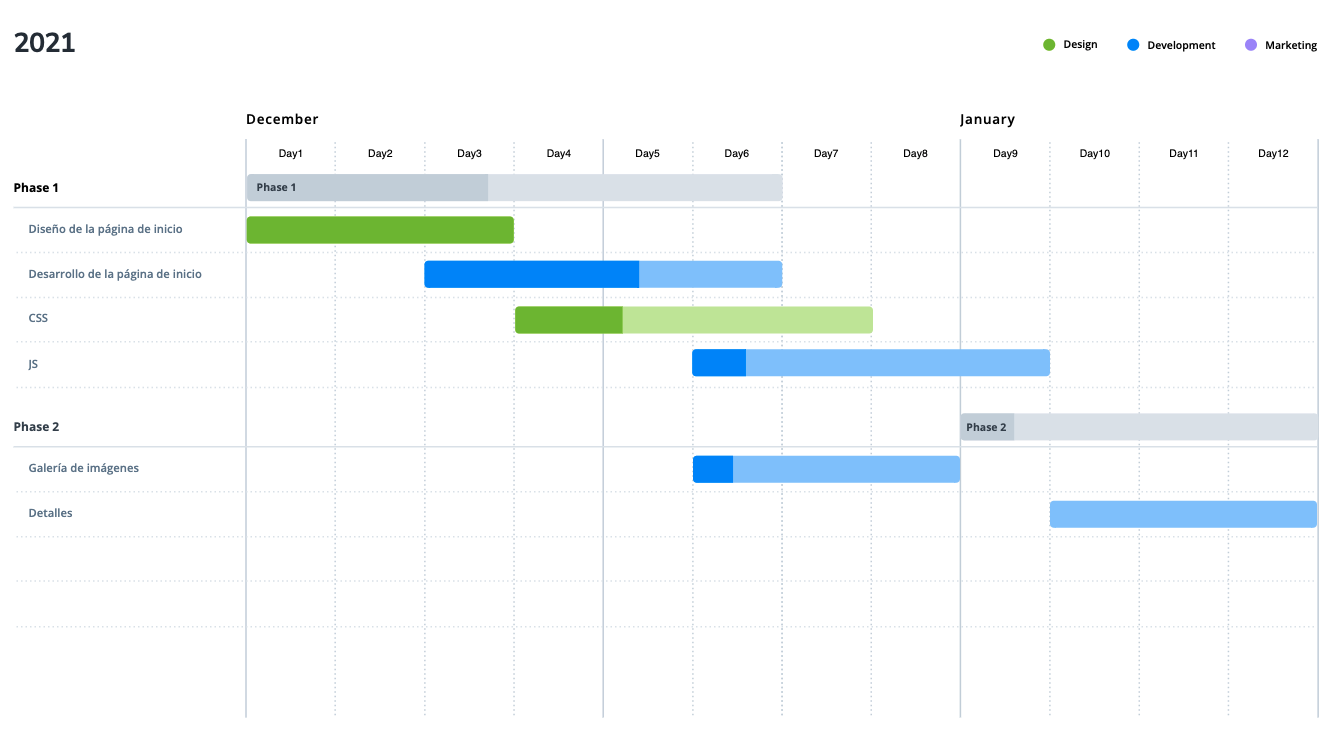 2021
Design
Development
Marketing
December
January
Day1
Day2
Day3
Day4
Day5
Day6
Day7
Day8
Day9
Day10
Day11
Day12
Phase 1
Phase 1
Diseño de la página de inicio
Desarrollo de la página de inicio
CSS
JS
Phase 2
Phase 2
Galería de imágenes
Detalles